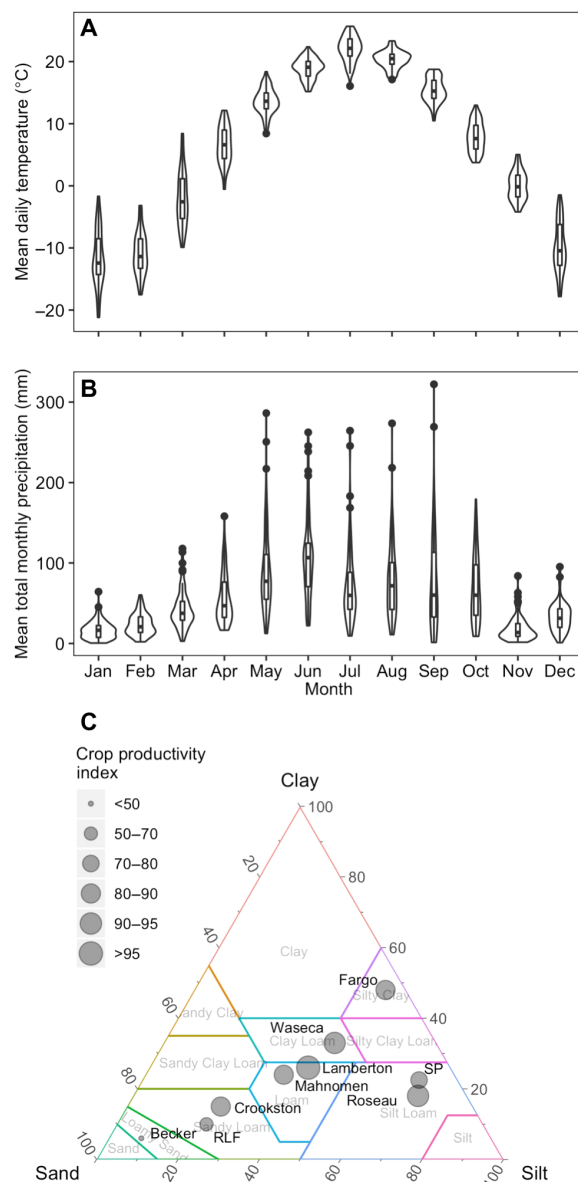 A
Mean daily temperature (°C)
20
10
0
−10
−20
B
Mean total monthly precipitation (mm)
300
200
100
0
Jan Feb Mar Apr May Jun Jul Aug Sep Oct Nov Dec
Month
C
Crop productivity
index
<50
50–70
70–80
80–90
90–95
>95
Clay
100
20
80
Clay
40
60
Fargo
Silty Clay
60
andy Clay
40
Waseca
Clay Loam
Silty Clay Loam
Sandy Clay Loam
Lamberton
SP
80
Mahnomen
20
Loam
Roseau
Silt Loam
Crookston
Sandy Loam
Loamy Sand
Becker
RLF
Silt
100
Sand
20
40
60
80
100
Sand
Silt